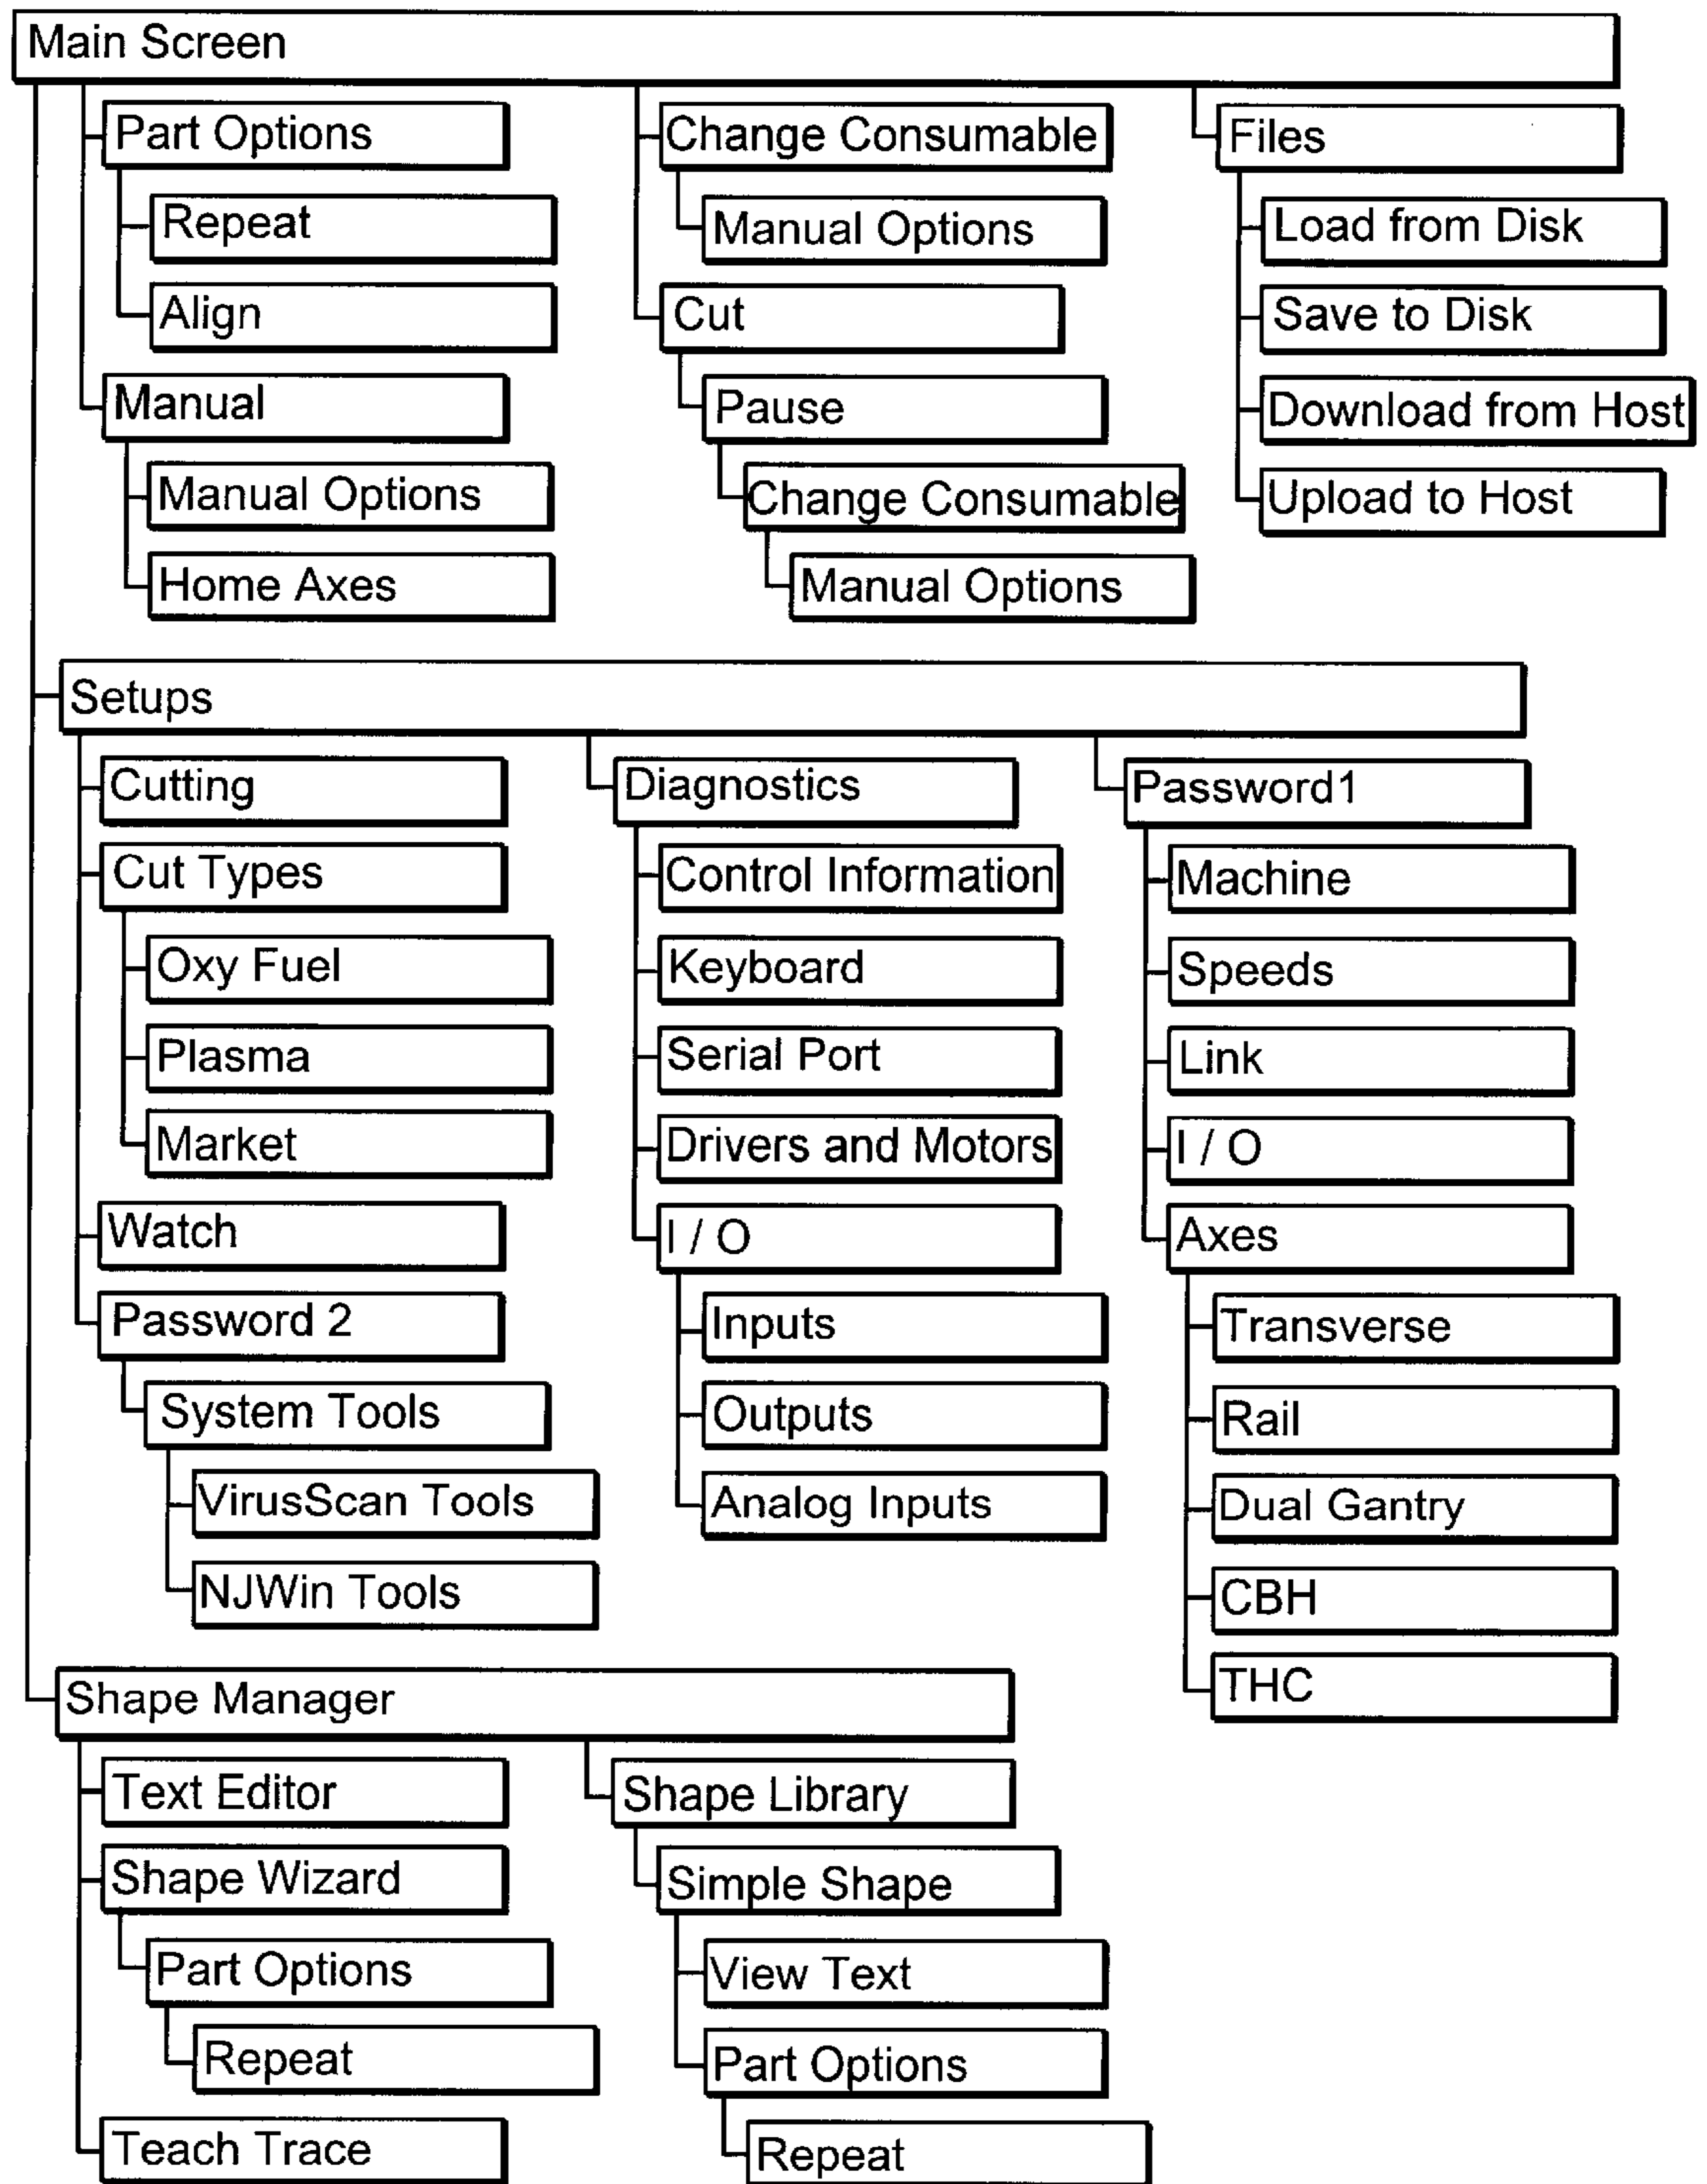 Main Screen
Part Options
Repeat
Align
Manual
Manual Options
Home Axes
Change Consumable
Manual Options
Cut
Pause
Change Consumable
Manual Options
Files
Load from Disk
Save to Disk
Download from Host
Upload to Host
Setups
Cutting
Cut Types
Oxy Fuel
Plasma
Market
Watch
Password 2
System Tools
VirusScan Tools
NJWin Tools
Diagnostics
Control Information
Keyboard
Serial Port
Drivers and Motors
I / O
Inputs
Outputs
Analog Inputs
Password1
Machine
Speeds
Link
I / O
Axes
Transverse
Rail
Dual Gantry
CBH
THC
Shape Manager
Text Editor
Shape Wizard
Part Options
Repeat
Teach Trace
Shape Library
Simple Shape
View Text
Part Options
Repeat